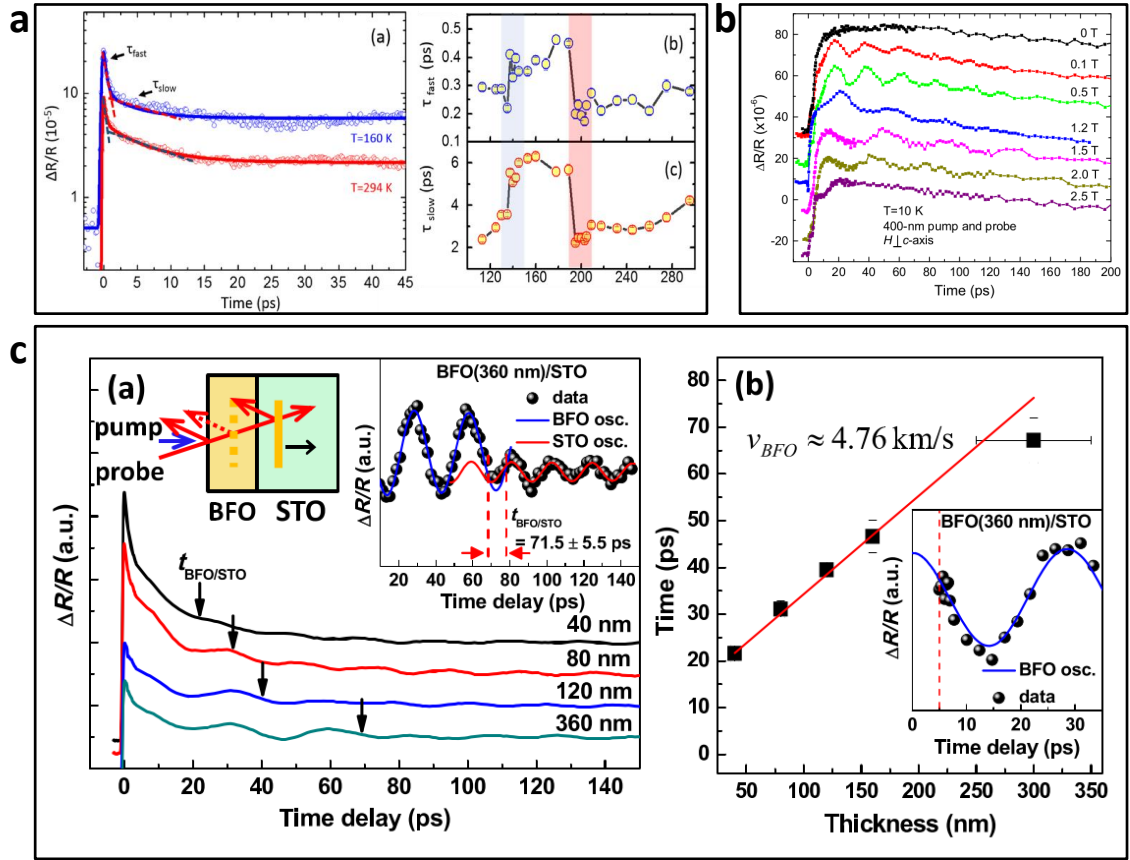 a
(a)
τfast
τslow
T=160 K
T=294 K
ΔR/R (10⁻⁵)
10
1
0 5 10 15 20 25 30 35 40 45
Time (ps)
(b)
τ fast (ps)
0.5
0.4
0.3
0.2
0.1
(c)
τ slow (ps)
6
4
2
120 160 200 240 280
b
ΔR/R (x10⁻⁶)
80
60
40
20
0
-20
0 T
0.1 T
0.5 T
1.2 T
1.5 T
2.0 T
2.5 T
T=10 K
400-nm pump and probe
H⊥c-axis
0 20 40 60 80 100 120 140 160 180 200
Time (ps)
c
(a)
pump
probe
BFO STO
ΔR/R (a.u.)
tBFO/STO
40 nm
80 nm
120 nm
360 nm
0 20 40 60 80 100 120 140
Time delay (ps)
BFO(360 nm)/STO
data
BFO osc.
STO osc.
ΔR/R (a.u.)
tBFO/STO
= 71.5 ± 5.5 ps
20 40 60 80 100 120 140
Time delay (ps)
(b)
vBFO ≈ 4.76 km/s
Time (ps)
80
70
60
50
40
30
20
10
0
50 100 150 200 250 300 350
Thickness (nm)
BFO(360 nm)/STO
ΔR/R (a.u.)
BFO osc.
data
0 10 20 30
Time delay (ps)